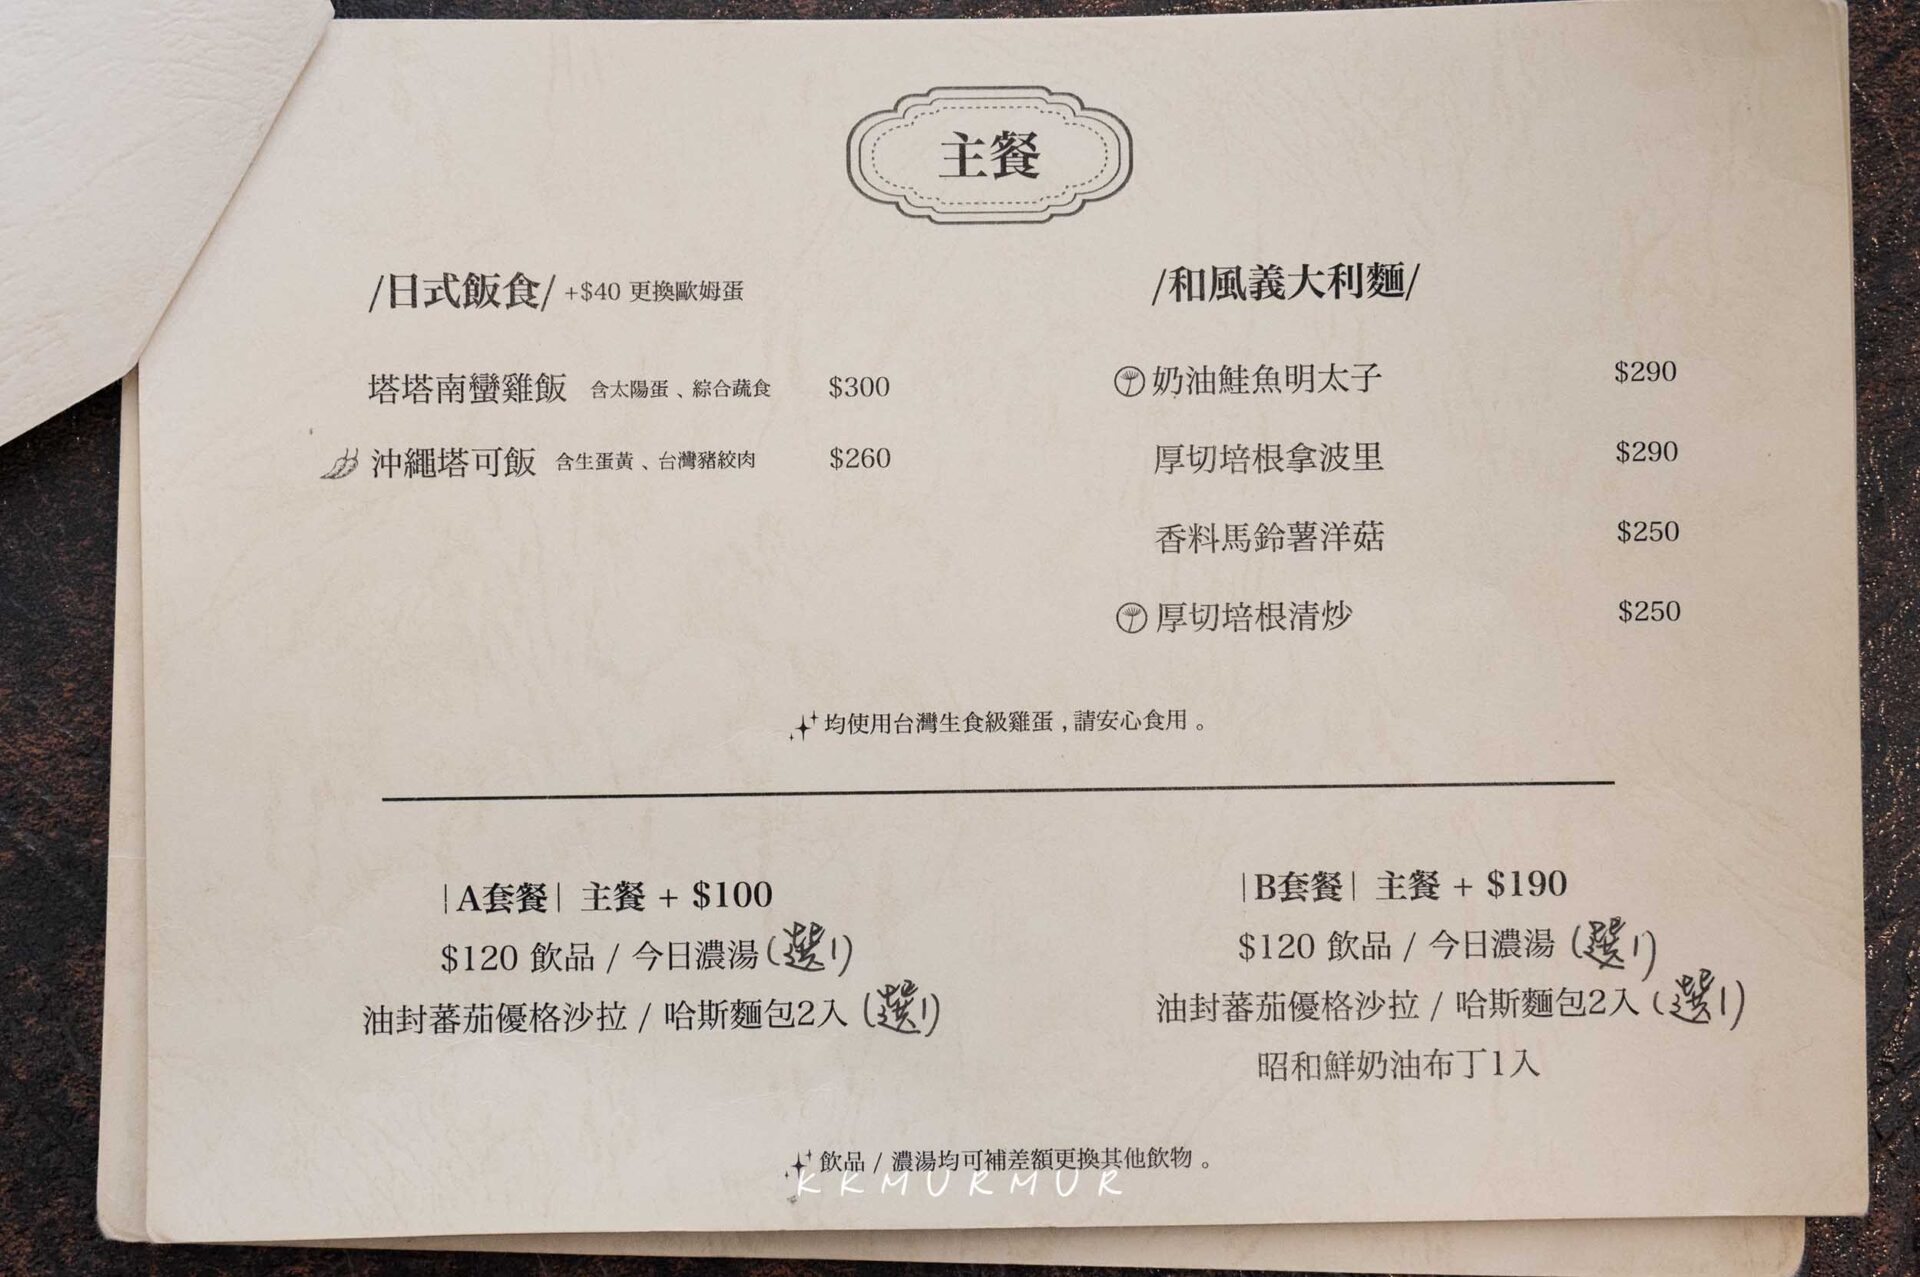 主餐
/日式飯食/ +$40 更換歐姆蛋
塔塔南蠻雞飯 含太陽蛋、綜合蔬食 $300
沖繩塔可飯 含生蛋黃、台灣豬絞肉 $260
/和風義大利麵/
奶油鮭魚明太子 $290
厚切培根拿波里 $290
香料馬鈴薯洋菇 $250
厚切培根清炒 $250
均使用台灣生食級雞蛋,請安心食用。
|A套餐| 主餐 + $100
$120 飲品 / 今日濃湯 (選1)
油封蕃茄優格沙拉 / 哈斯麵包2入 (選1)
|B套餐| 主餐 + $190
$120 飲品 / 今日濃湯 (選1)
油封蕃茄優格沙拉 / 哈斯麵包2入 (選1)
昭和鮮奶油布丁1入
飲品 / 濃湯均可補差額更換其他飲物。
KKMURMUR